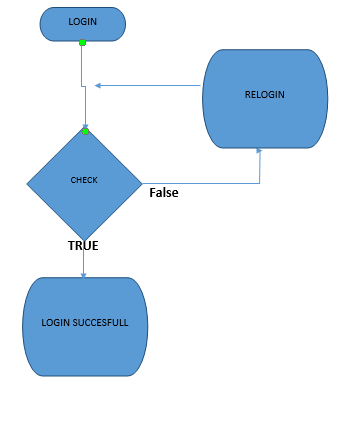 LOGIN
RELOGIN
CHECK
False
TRUE
LOGIN SUCCESFULL